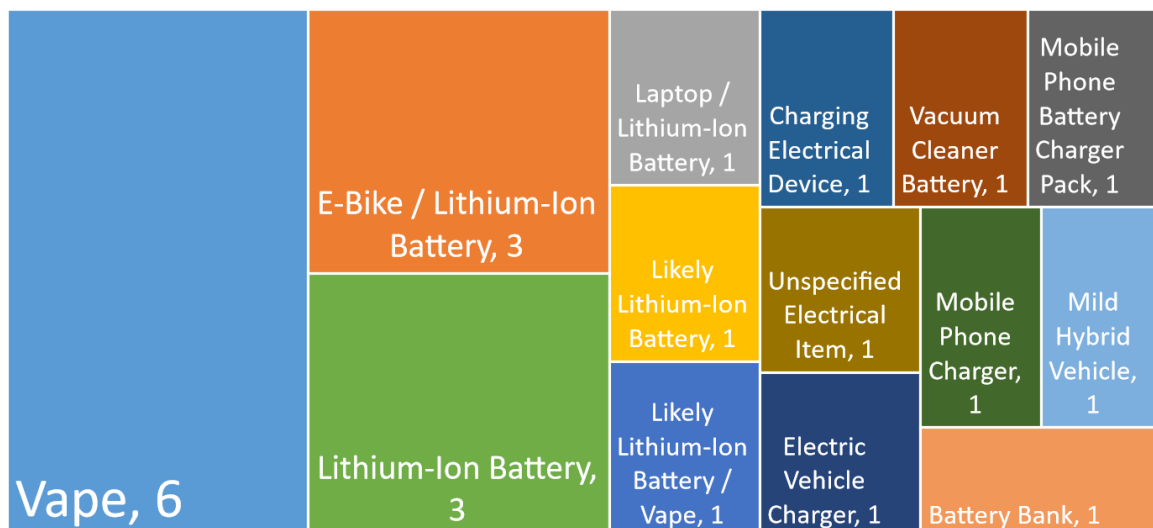 Vape, 6
E-Bike / Lithium-Ion
Battery, 3
Lithium-Ion Battery,
3
Laptop /
Lithium-Ion
Battery, 1
Likely
Lithium-Ion
Battery, 1
Likely
Lithium-Ion
Battery /
Vape, 1
Charging
Electrical
Device, 1
Vacuum
Cleaner
Battery, 1
Mobile
Phone
Battery
Charger
Pack, 1
Unspecified
Electrical
Item, 1
Mobile
Phone
Charger,
1
Mild
Hybrid
Vehicle,
1
Electric
Vehicle
Charger, 1
Battery Bank, 1